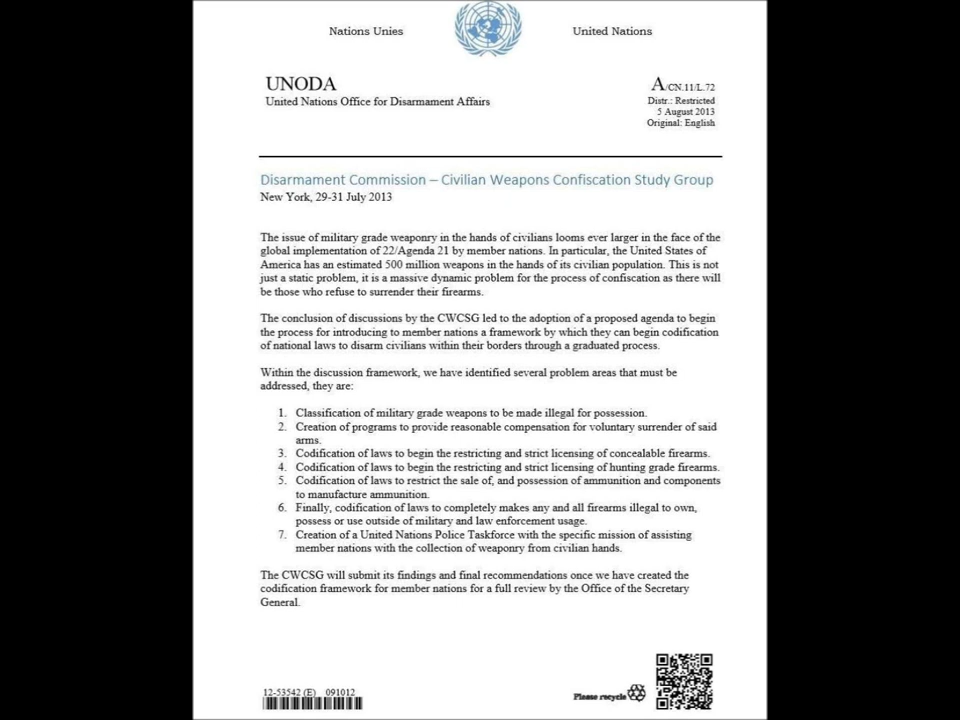 Nations Unies
United Nations
UNODA
United Nations Office for Disarmament Affairs
A/CN.11/L.72
Distr.: Restricted
5 August 2013
Original: English
Disarmament Commission – Civilian Weapons Confiscation Study Group
New York, 29-31 July 2013
The issue of military grade weaponry in the hands of civilians looms ever larger in the face of the
global implementation of 22/Agenda 21 by member nations. In particular, the United States of
America has an estimated 500 million weapons in the hands of its civilian population. This is not
just a static problem, it is a massive dynamic problem for the process of confiscation as there will
be those who refuse to surrender their firearms.
The conclusion of discussions by the CWCSG led to the adoption of a proposed agenda to begin
the process for introducing to member nations a framework by which they can begin codification
of national laws to disarm civilians within their borders through a graduated process.
Within the discussion framework, we have identified several problem areas that must be
addressed, they are:
1. Classification of military grade weapons to be made illegal for possession.
2. Creation of programs to provide reasonable compensation for voluntary surrender of said
arms.
3. Codification of laws to begin the restricting and strict licensing of concealable firearms.
4. Codification of laws to begin the restricting and strict licensing of hunting grade firearms.
5. Codification of laws to restrict the sale of, and possession of ammunition and components
to manufacture ammunition.
6. Finally, codification of laws to completely makes any and all firearms illegal to own,
possess or use outside of military and law enforcement usage.
7. Creation of a United Nations Police Taskforce with the specific mission of assisting
member nations with the collection of weaponry from civilian hands.
The CWCSG will submit its findings and final recommendations once we have created the
codification framework for member nations for a full review by the Office of the Secretary
General.
12-53542 (E) 091012
Please recycle